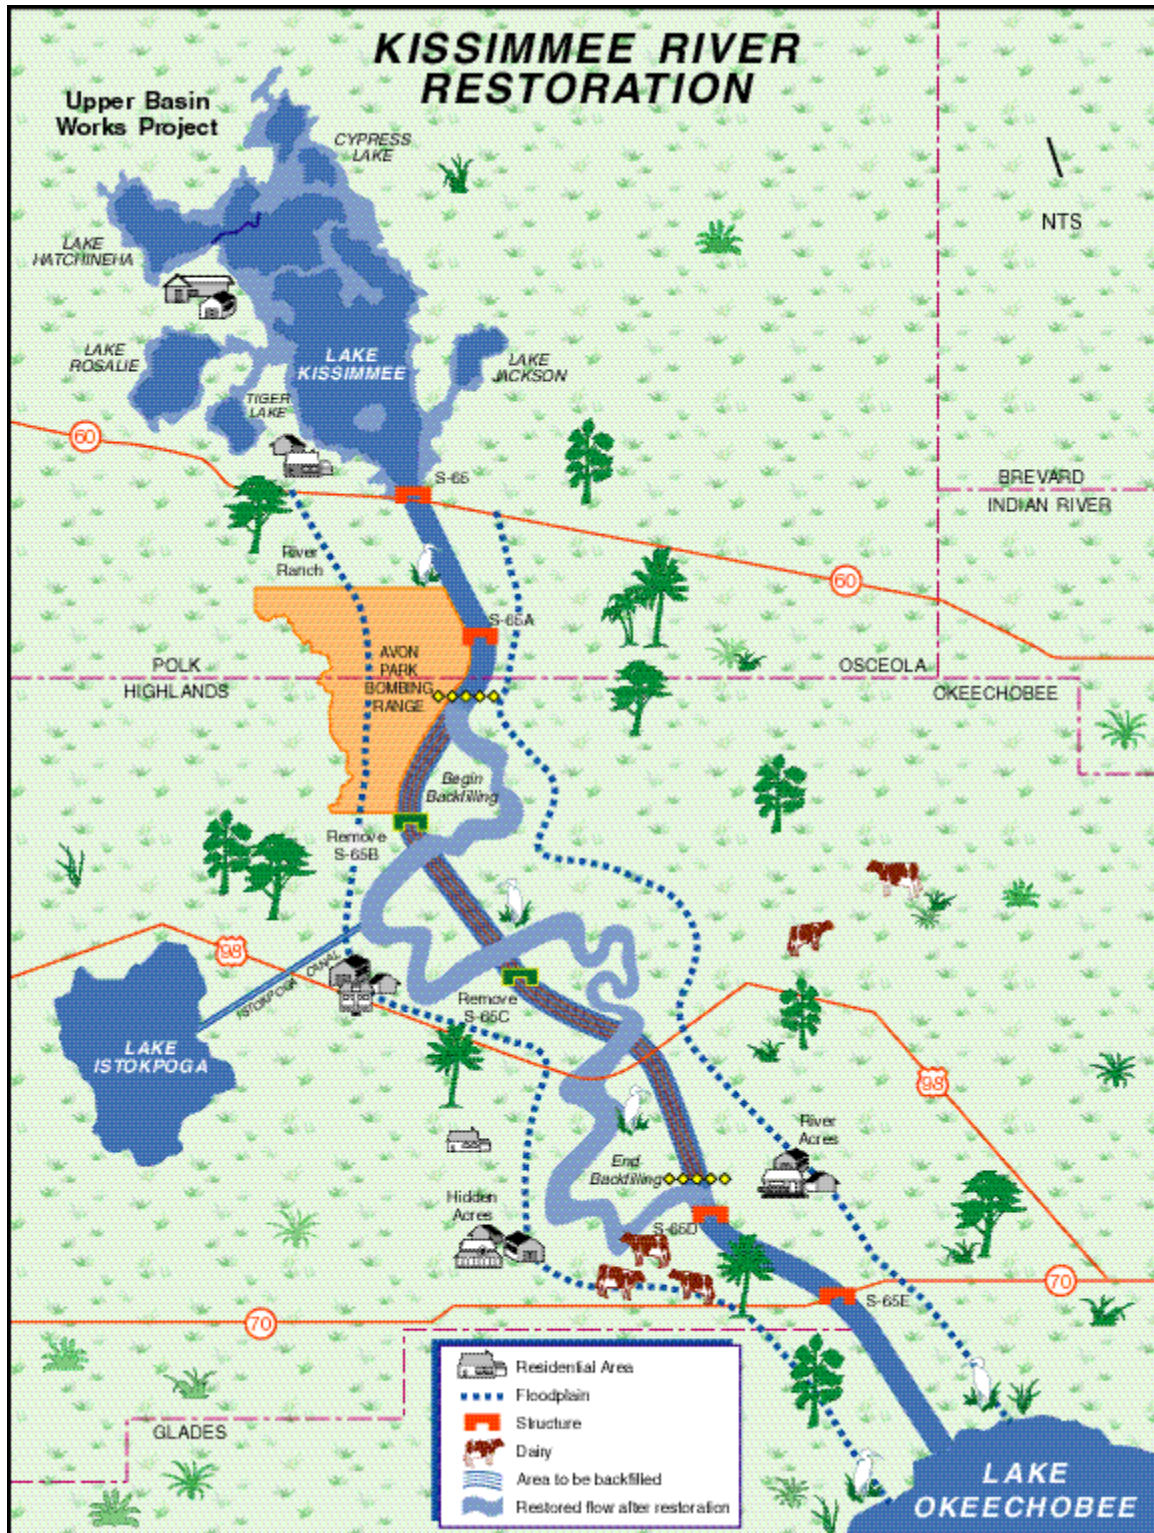 KISSIMMEE RIVER
RESTORATION
Upper Basin
Works Project
CYPRESS
LAKE
NTS
LAKE
HATCHINEHA
LAKE
ROSALIE
LAKE
KISSIMMEE
LAKE
JACKSON
TIGER
LAKE
60
S-65
BREVARD
INDIAN RIVER
River
Ranch
60
S-65A
AVON
PARK
BOMBING
RANGE
POLK
HIGHLANDS
OSCEOLA
OKEECHOBEE
Begin
Backfilling
Remove
S-65B
98
ISTOKPOGA CANAL
Remove
S-65C
LAKE
ISTOKPOGA
98
River
Acres
End
Backfilling
Hidden
Acres
S-65D
70
S-65E
70
Residential Area
Floodplain
Structure
Dairy
Area to be backfilled
Restored flow after restoration
GLADES
LAKE
OKEECHOBEE